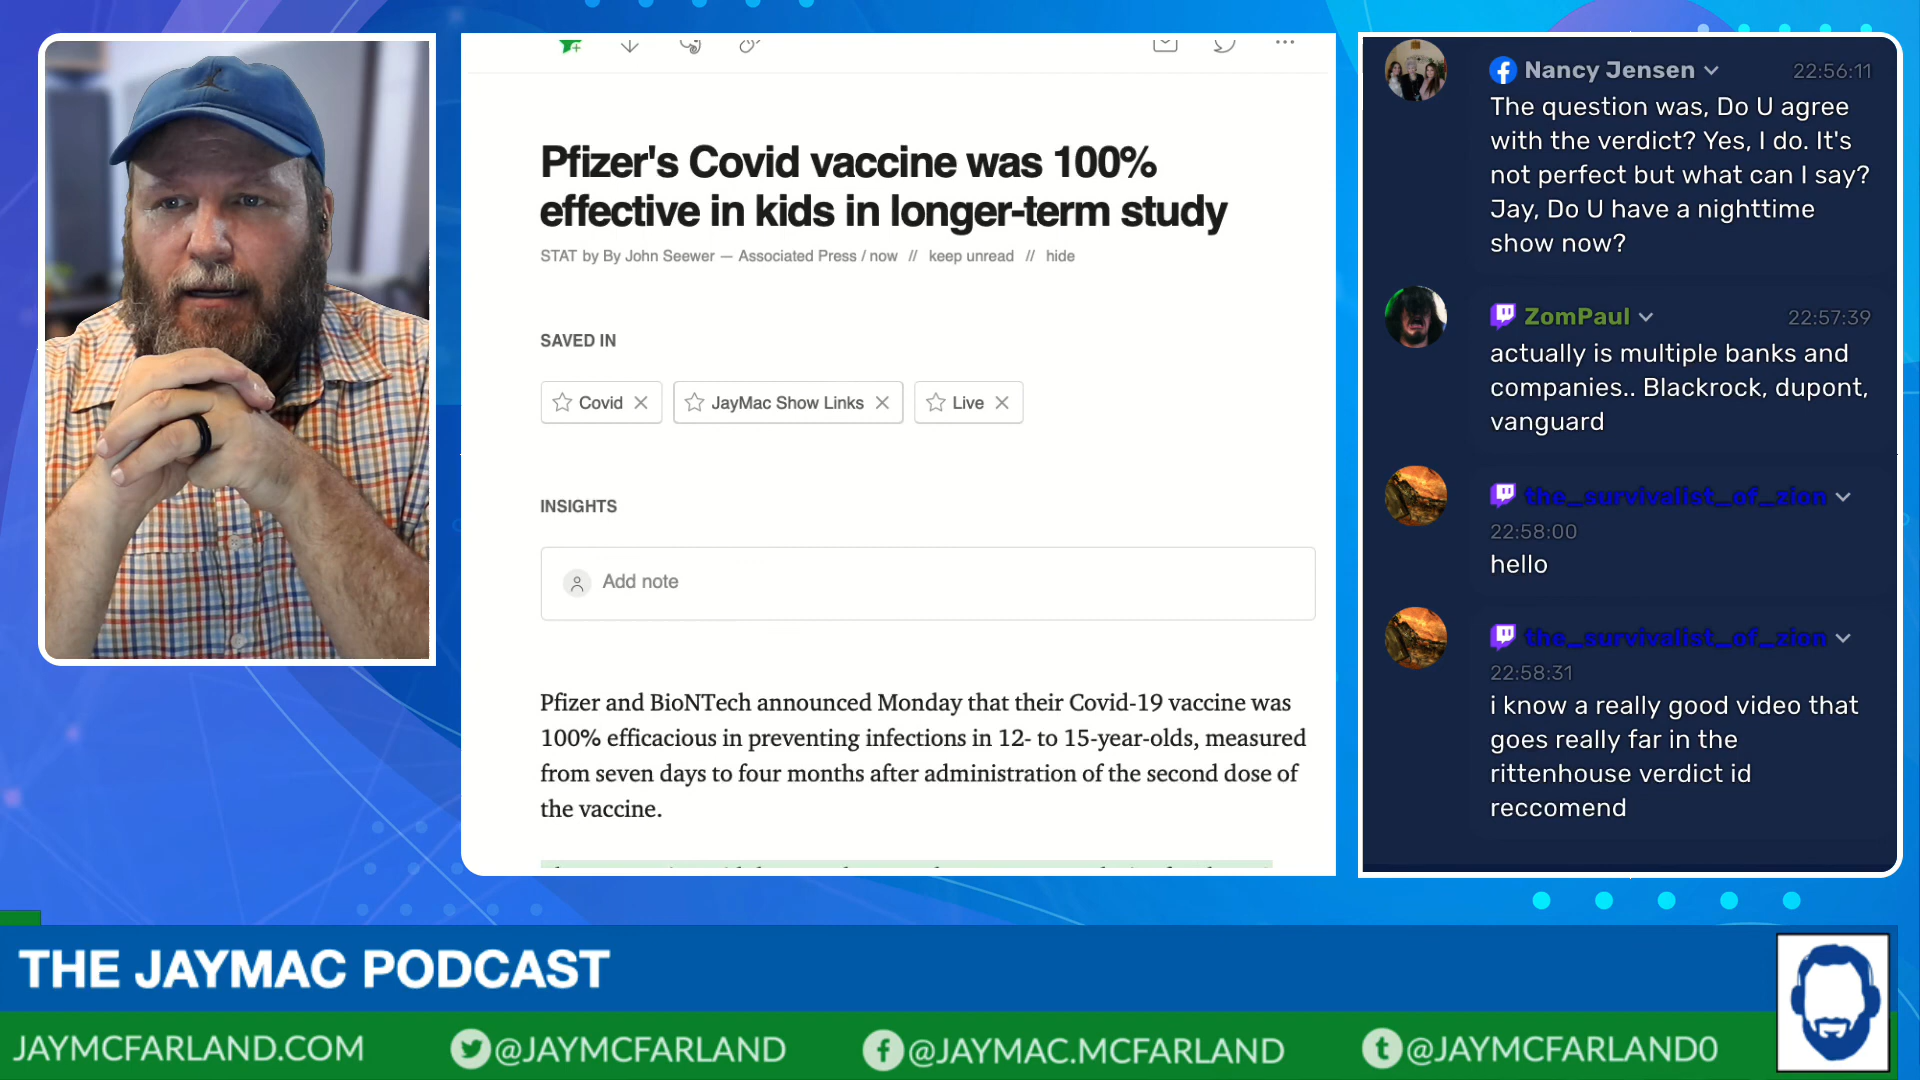 Pfizer's Covid vaccine was 100%
effective in kids in longer-term study
STAT by By John Seewer — Associated Press / now // keep unread // hide
SAVED IN
Covid
JayMac Show Links
Live
INSIGHTS
Add note
Pfizer and BioNTech announced Monday that their Covid-19 vaccine was
100% efficacious in preventing infections in 12- to 15-year-olds, measured
from seven days to four months after administration of the second dose of
the vaccine.
Nancy Jensen 22:56:11
The question was, Do U agree
with the verdict? Yes, I do. It's
not perfect but what can I say?
Jay, Do U have a nighttime
show now?
ZomPaul 22:57:39
actually is multiple banks and
companies.. Blackrock, dupont,
vanguard
the_survivalist_of_zion
22:58:00
hello
the_survivalist_of_zion
22:58:31
i know a really good video that
goes really far in the
rittenhouse verdict id
reccomend
THE JAYMAC PODCAST
JAYMCFARLAND.COM
@JAYMCFARLAND
@JAYMAC.MCFARLAND
@JAYMCFARLAND0